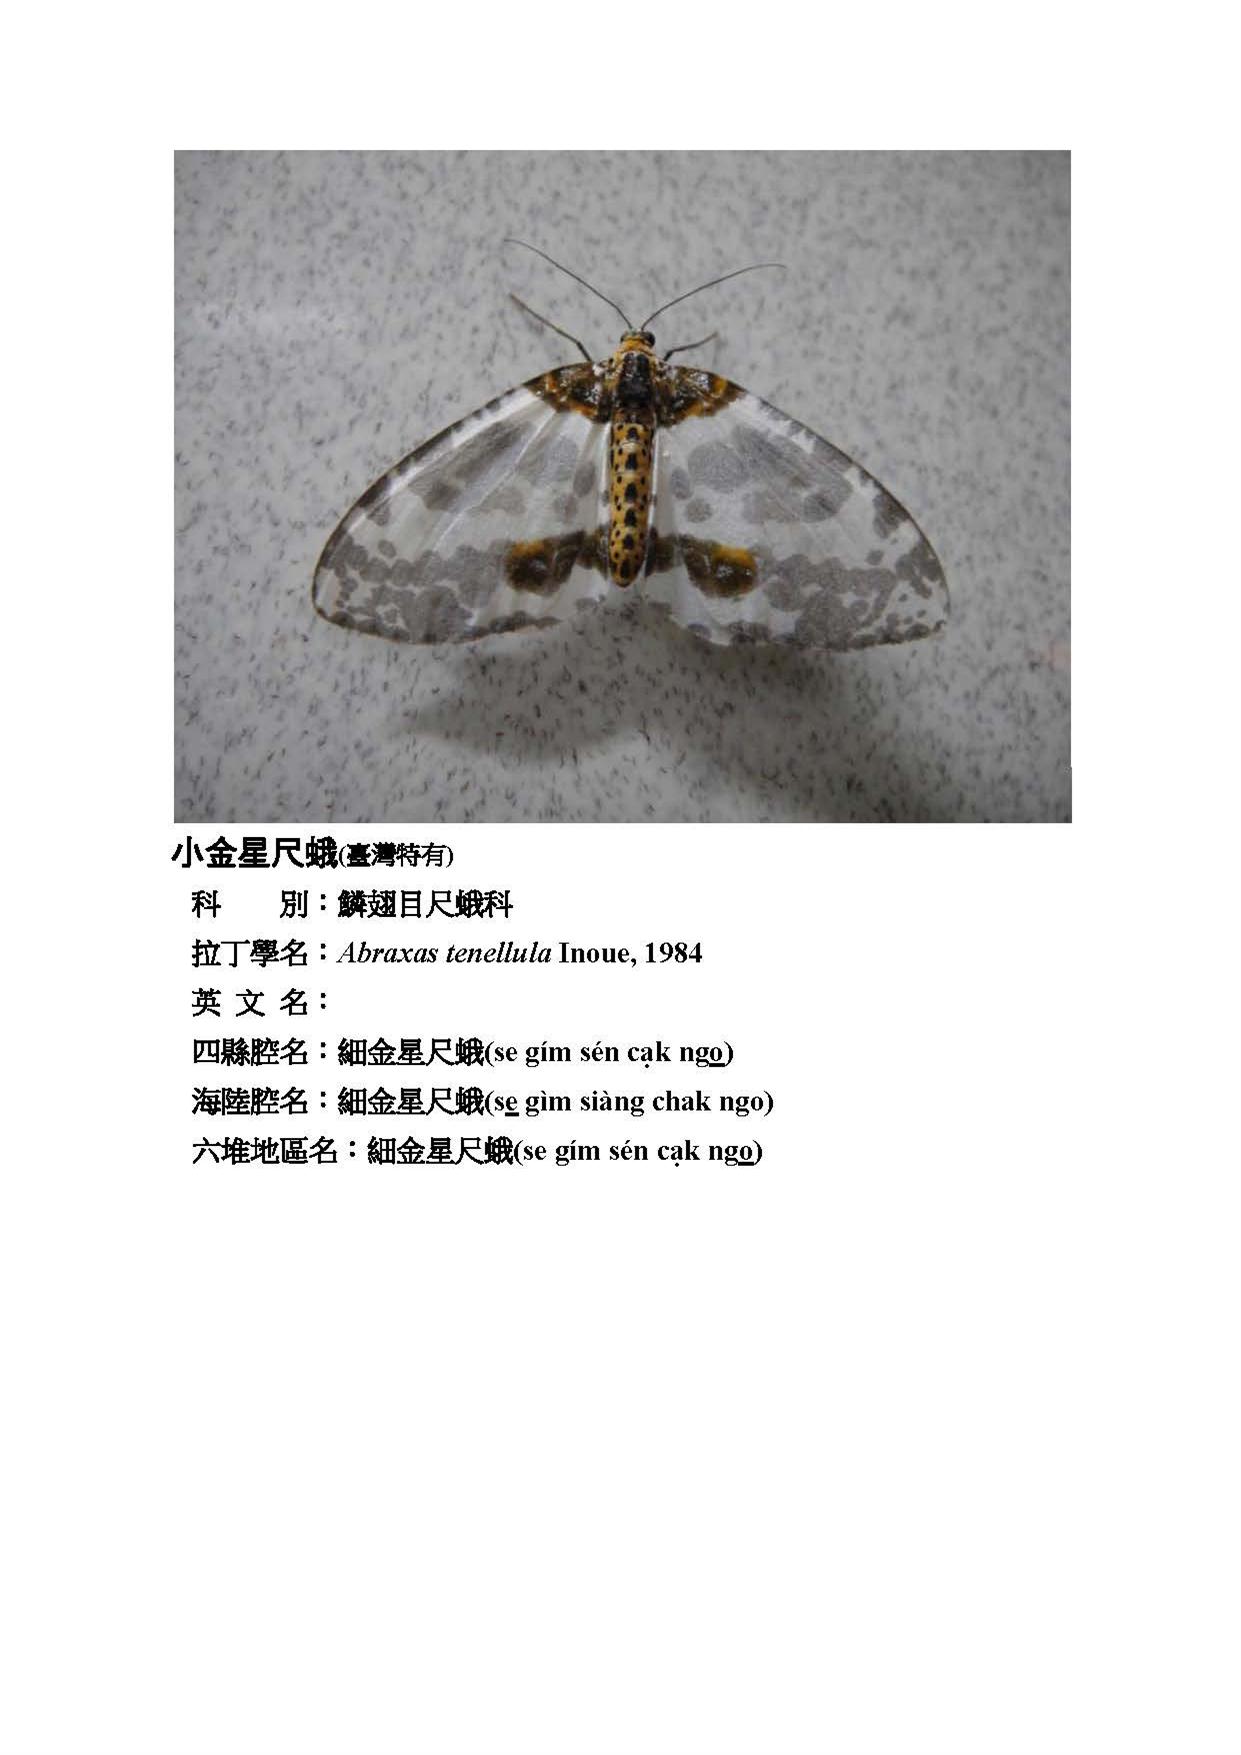 小金星尺蛾(臺灣特有)
科　　別：鱗翅目尺蛾科
拉丁學名：Abraxas tenellula Inoue, 1984
英 文 名：
四縣腔名：細金星尺蛾(se gím sén cạk ngo̲)
海陸腔名：細金星尺蛾(se̲ gìm siàng chak ngo)
六堆地區名：細金星尺蛾(se gím sén cạk ngo̲)